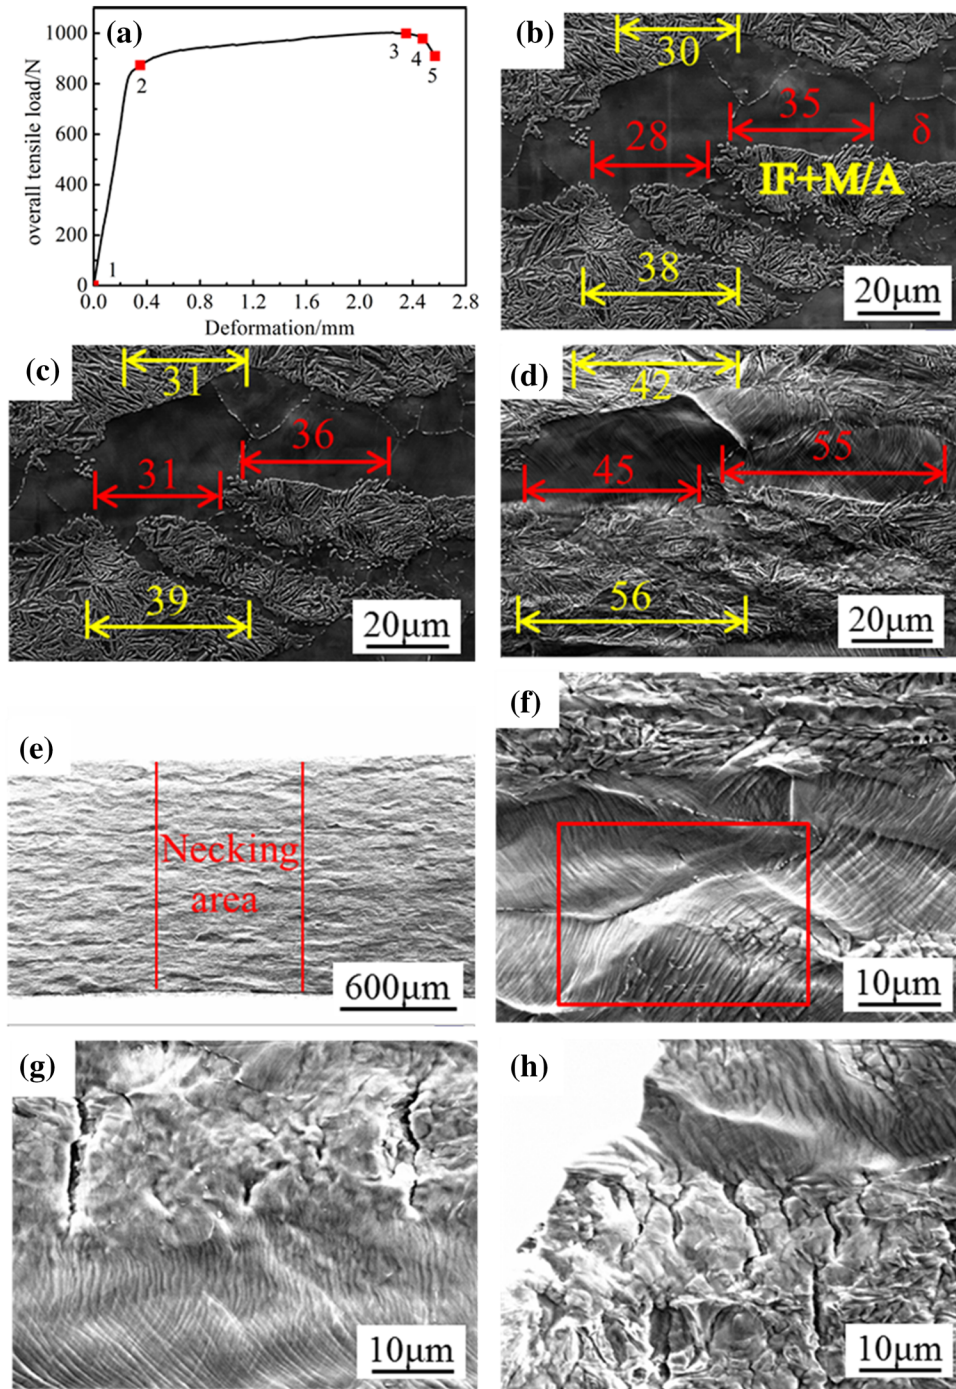 (a)
overall tensile load/N
1000
800
600
400
200
0
1
2
3
4
5
0.0
0.4
0.8
1.2
1.6
2.0
2.4
2.8
Deformation/mm
(b)
30
35
28
δ
IF+M/A
38
20μm
(c)
31
36
31
39
20μm
(d)
42
55
45
56
20μm
(e)
Necking
area
600μm
(f)
10μm
(g)
10μm
(h)
10μm